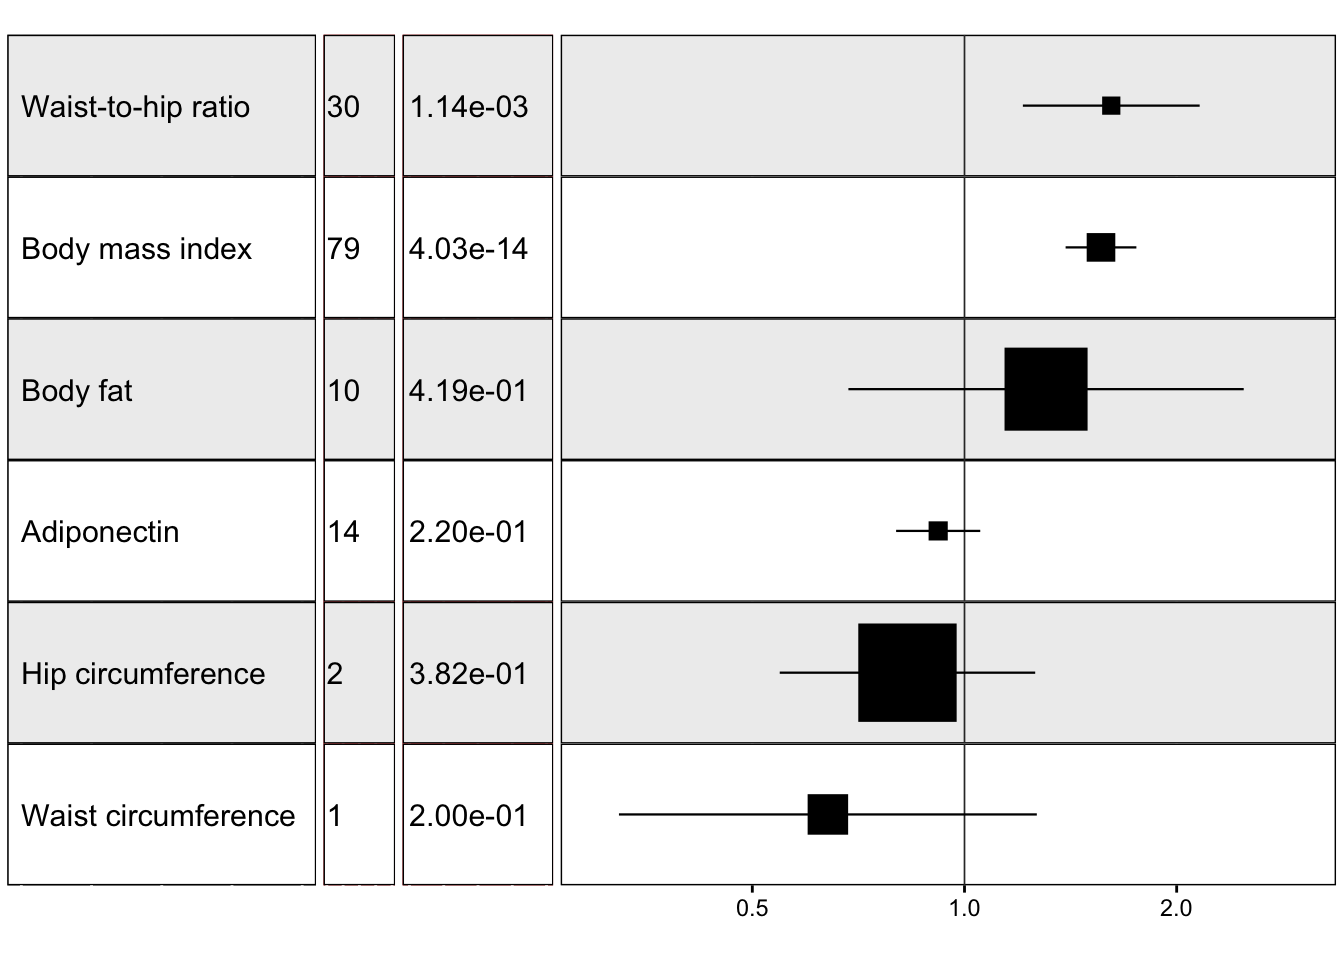 Waist-to-hip ratio 30 1.14e-03
Body mass index 79 4.03e-14
Body fat 10 4.19e-01
Adiponectin 14 2.20e-01
Hip circumference 2 3.82e-01
Waist circumference 1 2.00e-01
0.5 1.0 2.0